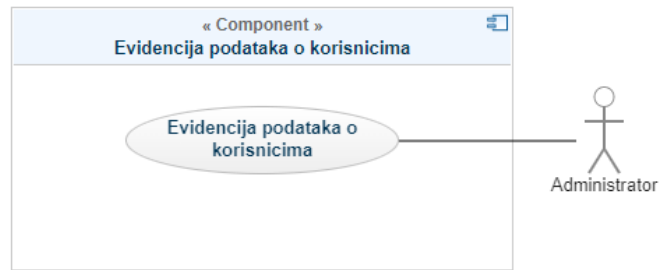 « Component »
Evidencija podataka o korisnicima
Evidencija podataka o
korisnicima
Administrator